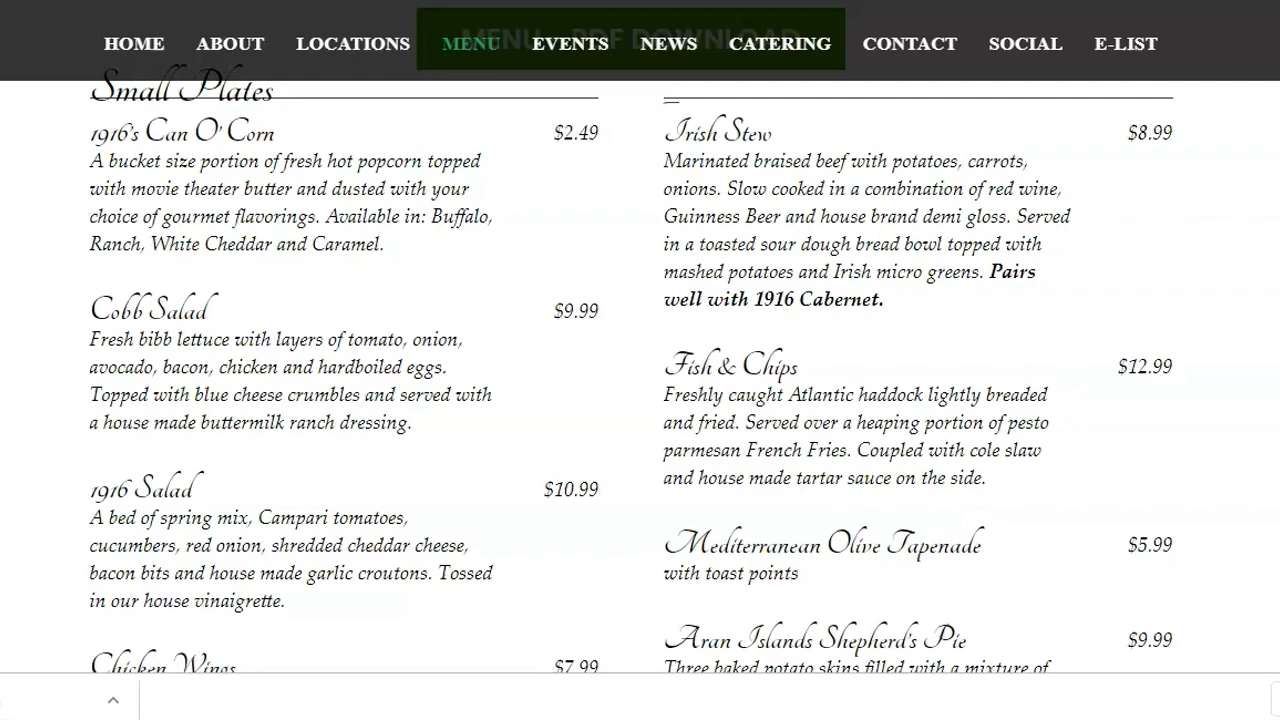 MENU - PDF DOWNLOAD
HOME ABOUT LOCATIONS MENU EVENTS NEWS CATERING CONTACT SOCIAL E-LIST
Small Plates
1916's Can O' Corn $2.49
A bucket size portion of fresh hot popcorn topped
with movie theater butter and dusted with your
choice of gourmet flavorings. Available in: Buffalo,
Ranch, White Cheddar and Caramel.
Cobb Salad $9.99
Fresh bibb lettuce with layers of tomato, onion,
avocado, bacon, chicken and hardboiled eggs.
Topped with blue cheese crumbles and served with
a house made buttermilk ranch dressing.
1916 Salad $10.99
A bed of spring mix, Campari tomatoes,
cucumbers, red onion, shredded cheddar cheese,
bacon bits and house made garlic croutons. Tossed
in our house vinaigrette.
Chicken Wings $7.99
Irish Stew $8.99
Marinated braised beef with potatoes, carrots,
onions. Slow cooked in a combination of red wine,
Guinness Beer and house brand demi gloss. Served
in a toasted sour dough bread bowl topped with
mashed potatoes and Irish micro greens. Pairs
well with 1916 Cabernet.
Fish & Chips $12.99
Freshly caught Atlantic haddock lightly breaded
and fried. Served over a heaping portion of pesto
parmesan French Fries. Coupled with cole slaw
and house made tartar sauce on the side.
Mediterranean Olive Tapenade $5.99
with toast points
Aran Islands Shepherd's Pie $9.99
Three baked potato skins filled with a mixture of